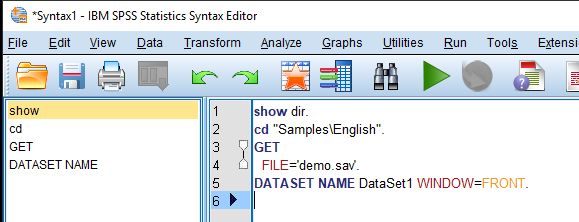 *Syntax1 - IBM SPSS Statistics Syntax Editor
File Edit View Data Transform Analyze Graphs Utilities Run Tools Extensi
show
cd
GET
DATASET NAME
1 show dir.
2 cd "Samples\English".
3 GET
4 FILE='demo.sav'.
5 DATASET NAME DataSet1 WINDOW=FRONT.
6